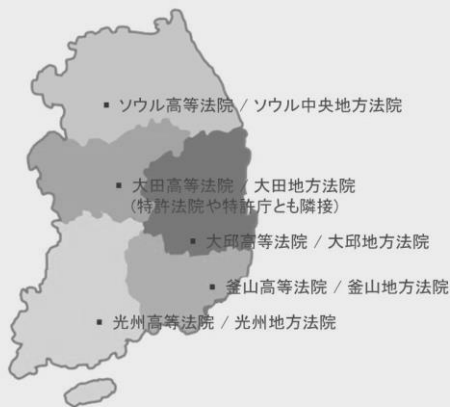 ソウル高等法院 / ソウル中央地方法院
大田高等法院 / 大田地方法院
(特許法院や特許庁とも隣接)
大邱高等法院 / 大邱地方法院
釜山高等法院 / 釜山地方法院
光州高等法院 / 光州地方法院